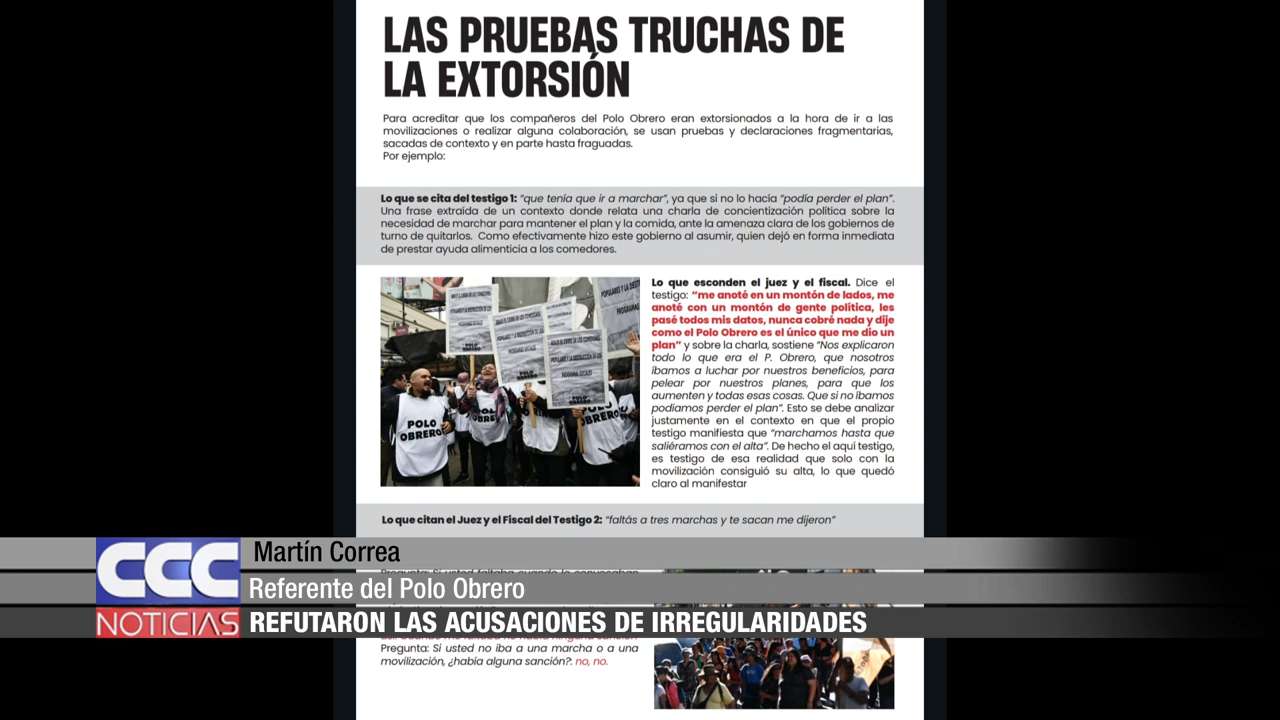 LAS PRUEBAS TRUCHAS DE
LA EXTORSIÓN
Para acreditar que los compañeros del Polo Obrero eran extorsionados a la hora de ir a las
movilizaciones o realizar alguna colaboración, se usan pruebas y declaraciones fragmentarias,
sacadas de contexto y en parte hasta fraguadas.
Por ejemplo:
Lo que se cita del testigo 1: “que tenía que ir a marchar”, ya que si no lo hacía “podía perder el plan”.
Una frase extraída de un contexto donde relata una charla de concientización política sobre la
necesidad de marchar para mantener el plan y la comida, ante la amenaza clara de los gobiernos de
turno de quitarlos. Como efectivamente hizo este gobierno al asumir, quien dejó en forma inmediata
de prestar ayuda alimenticia a los comedores.
POLO
OBRERO
Lo que esconden el juez y el fiscal. Dice el
testigo: “me anoté en un montón de lados, me
anoté con un montón de gente política, les
pasé todos mis datos, nunca cobré nada y dije
como el Polo Obrero es el único que me dio un
plan” y sobre la charla, sostiene “Nos explicaron
todo lo que era el P. Obrero, que nosotros
íbamos a luchar por nuestros beneficios, para
pelear por nuestros planes, para que los
aumenten y todas esas cosas. Que si no íbamos
podíamos perder el plan”. Esto se debe analizar
justamente en el contexto en que el propio
testigo manifiesta que “marchamos hasta que
saliéramos con el alta”. De hecho el aquí testigo,
es testigo de esa realidad que solo con la
movilización consiguió su alta, lo que quedó
claro al manifestar
Lo que citan el Juez y el Fiscal del Testigo 2: “faltás a tres marchas y te sacan me dijeron”
CCC
NOTICIAS
Martín Correa
Referente del Polo Obrero
REFUTARON LAS ACUSACIONES DE IRREGULARIDADES
Pregunta: Si usted no iba a una marcha o a una
movilización, ¿había alguna sanción?: no, no.